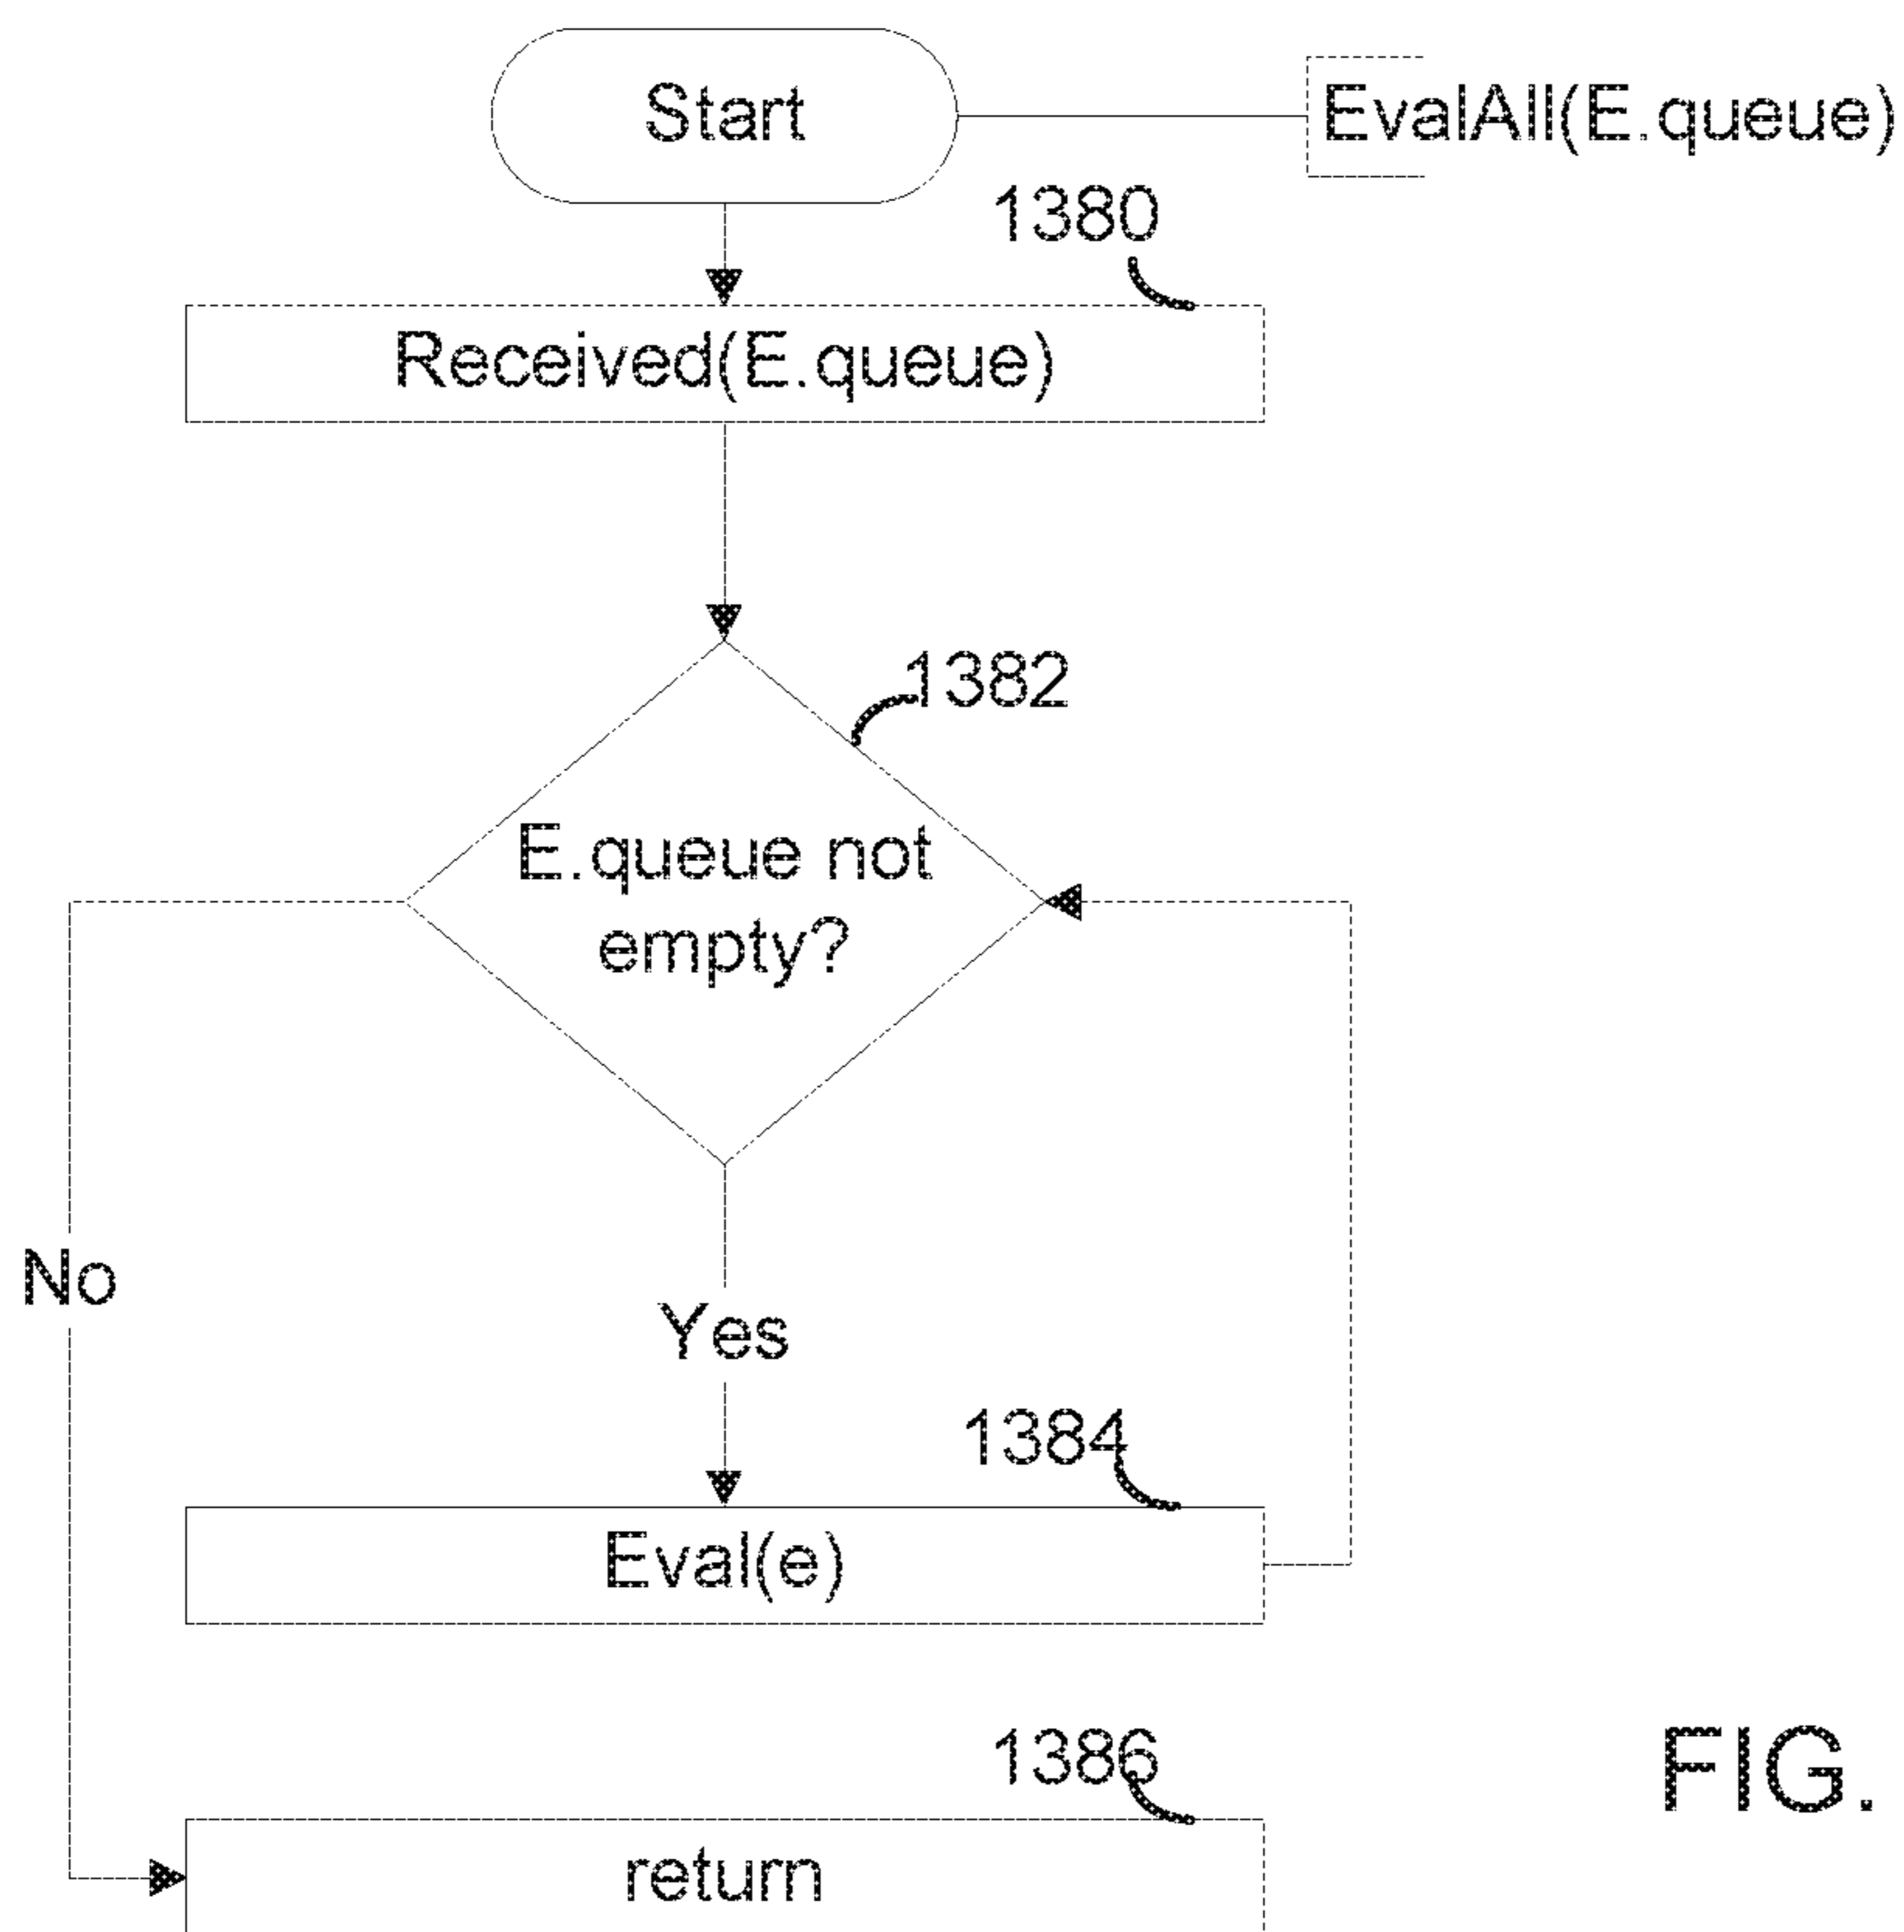 Start
EvalAll(E.queue)
1380
Received(E.queue)
1382
E.queue not
empty?
No
Yes
1384
Eval(e)
1386
FIG.
return